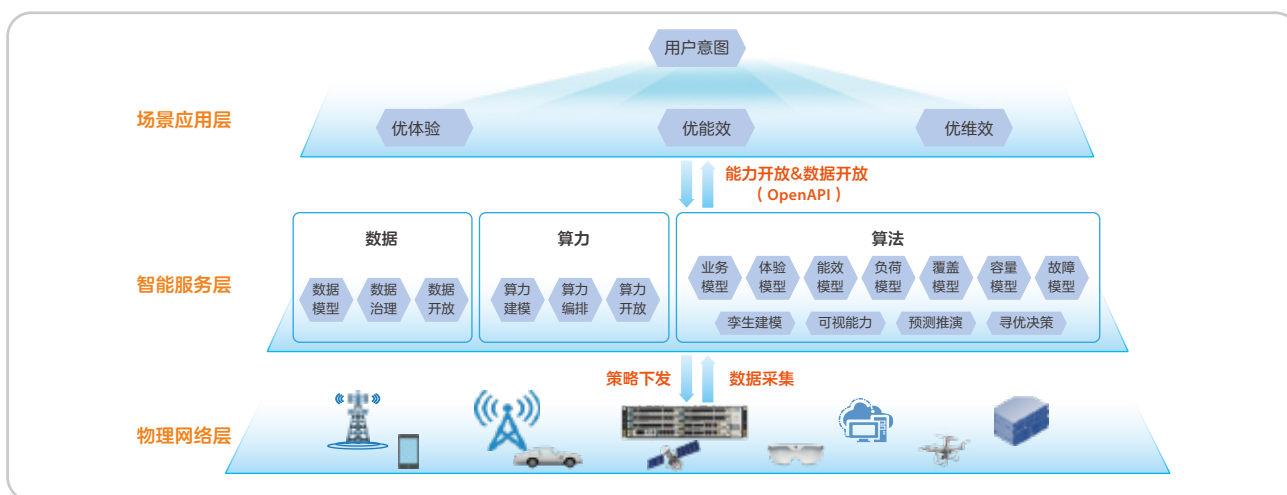 用户意图
场景应用层
优体验
优能效
优维效
能力开放&数据开放
（OpenAPI）
智能服务层
数据
数据
模型
数据
治理
数据
开放
算力
算力
建模
算力
编排
算力
开放
算法
业务
模型
体验
模型
能效
模型
负荷
模型
覆盖
模型
容量
模型
故障
模型
孪生建模
可视能力
预测推演
寻优决策
策略下发
数据采集
物理网络层